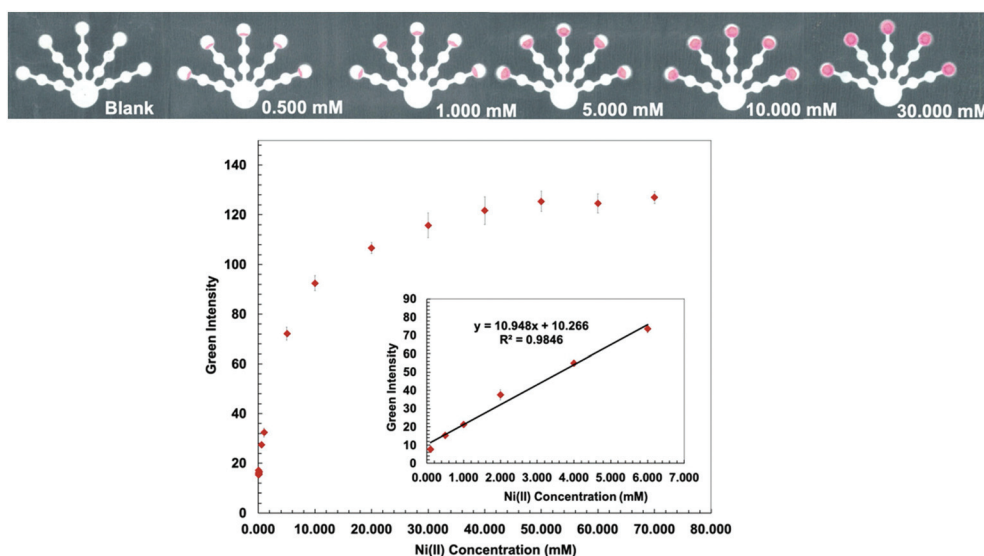 Blank
0.500 mM
1.000 mM
5.000 mM
10.000 mM
30.000 mM
140
120
100
80
60
40
20
0
Green Intensity
0.000 10.000 20.000 30.000 40.000 50.000 60.000 70.000 80.000
Ni(II) Concentration (mM)
90
80
70
60
50
40
30
20
10
0
Green Intensity
y = 10.948x + 10.266
R² = 0.9846
0.000 1.000 2.000 3.000 4.000 5.000 6.000 7.000
Ni(II) Concentration (mM)